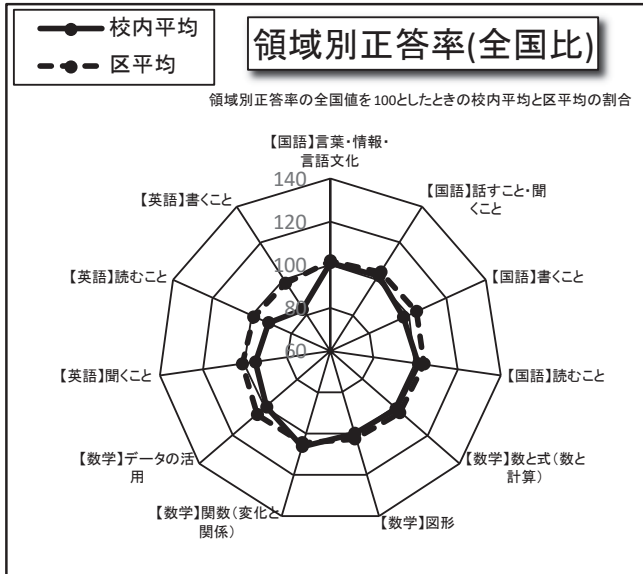 校内平均
区平均
領域別正答率(全国比)
領域別正答率の全国値を100としたときの校内平均と区平均の割合
【国語】言葉・情報・
言語文化
【国語】話すこと・聞
くこと
【国語】書くこと
【国語】読むこと
【数学】数と式(数と
計算)
【数学】図形
【数学】関数(変化と
関係)
【数学】データの活
用
【英語】聞くこと
【英語】読むこと
【英語】書くこと
140
120
100
80
60